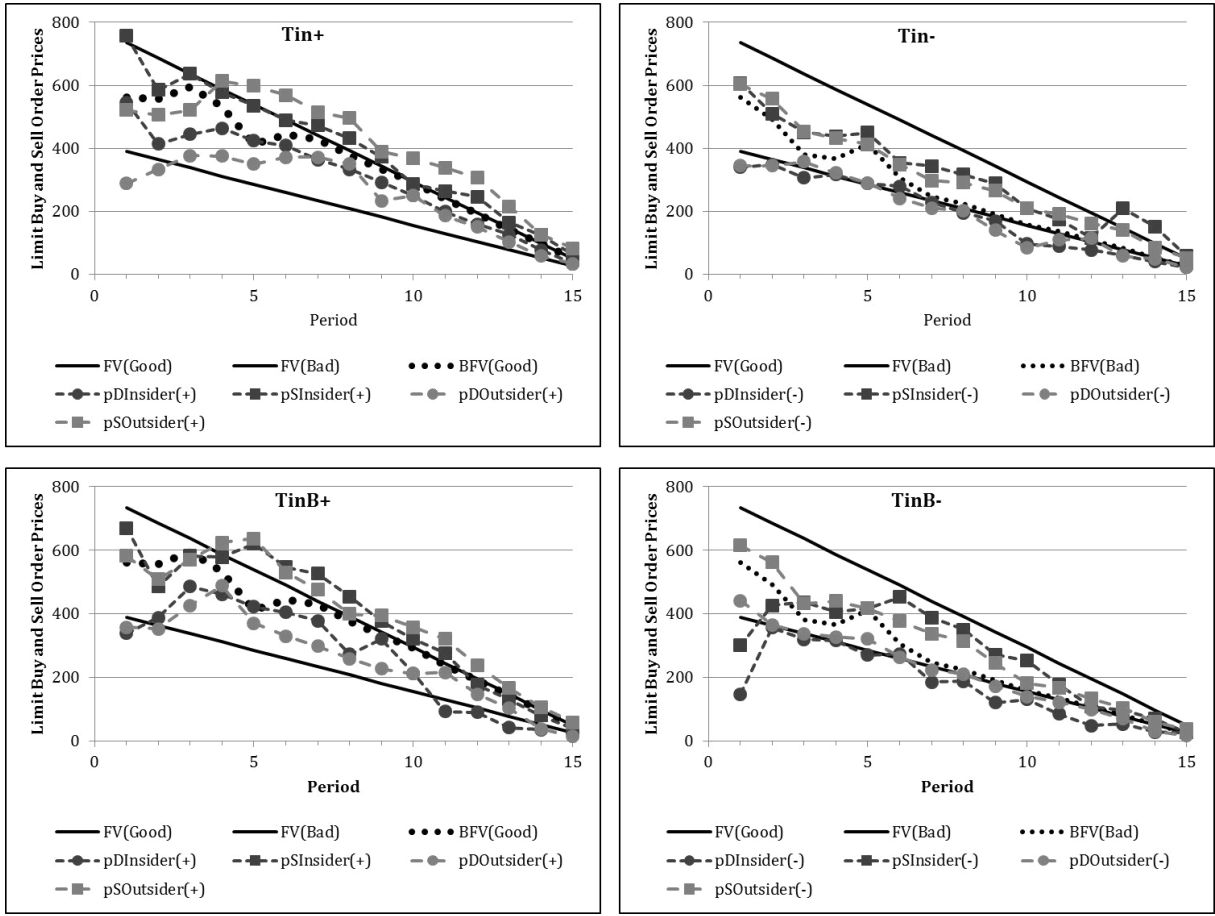 Tin+
Limit Buy and Sell Order Prices
800
600
400
200
0
0 5 10 15
Period
FV(Good) FV(Bad) BFV(Good)
pDInsider(+) pSInsider(+) pDOutsider(+)
pSOutsider(+)
Tin-
Limit Buy and Sell Order Prices
800
600
400
200
0
0 5 10 15
Period
FV(Good) FV(Bad) BFV(Bad)
pDInsider(-) pSInsider(-) pDOutsider(-)
pSOutsider(-)
TinB+
Limit Buy and Sell Order Prices
800
600
400
200
0
0 5 10 15
Period
FV(Good) FV(Bad) BFV(Good)
pDInsider(+) pSInsider(+) pDOutsider(+)
pSOutsider(+)
TinB-
Limit Buy and Sell Order Prices
800
600
400
200
0
0 5 10 15
Period
FV(Good) FV(Bad) BFV(Bad)
pDInsider(-) pSInsider(-) pDOutsider(-)
pSOutsider(-)